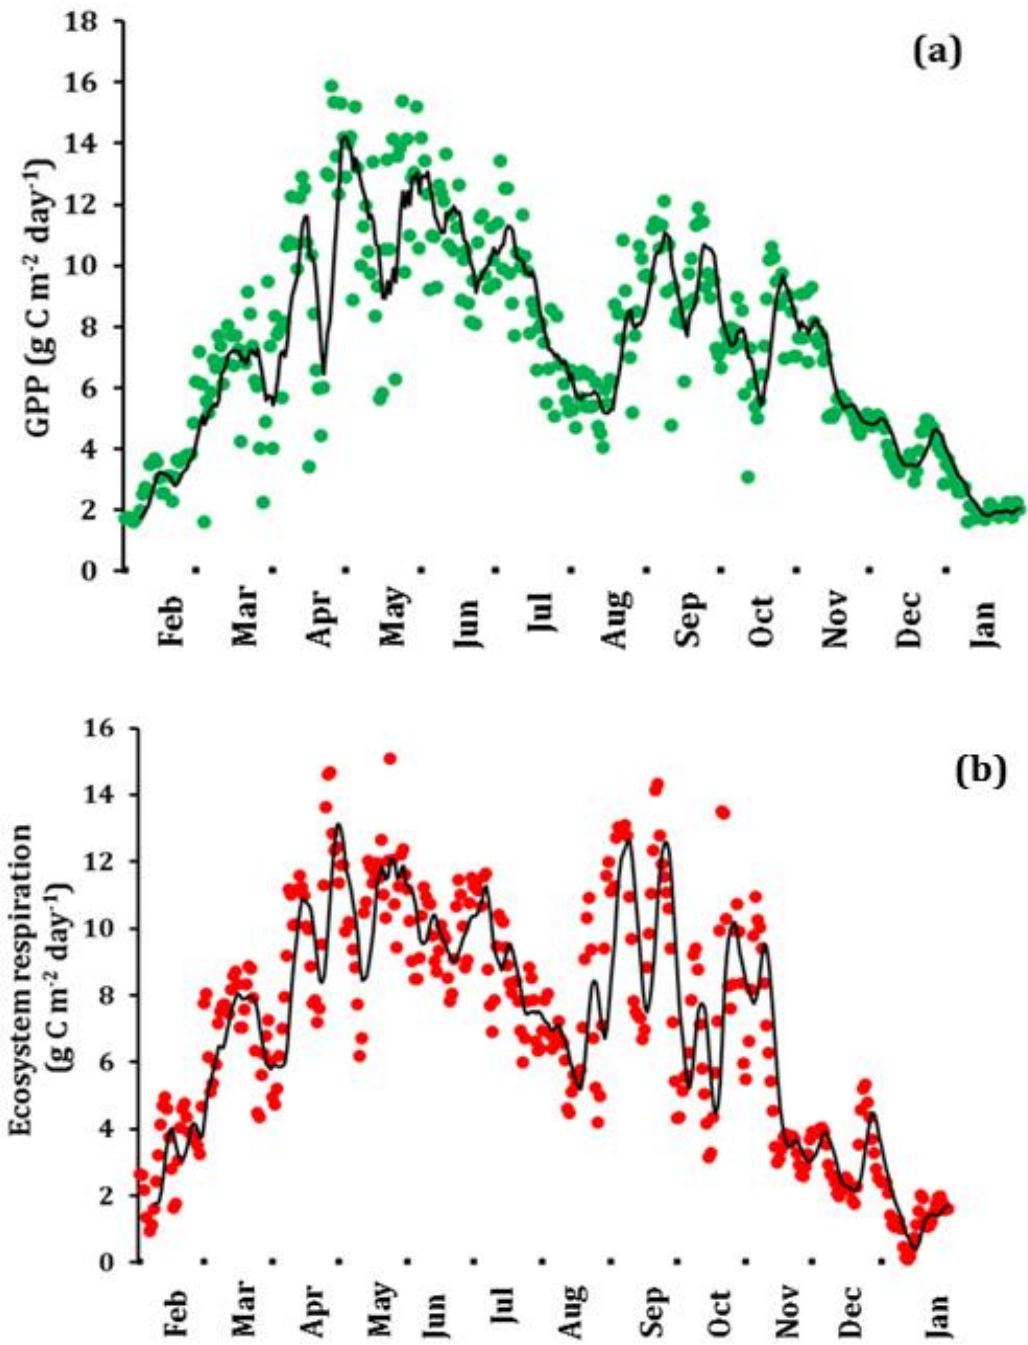 (a)
GPP (g C m⁻² day⁻¹)
18
16
14
12
10
8
6
4
2
0
Feb Mar Apr May Jun Jul Aug Sep Oct Nov Dec Jan
(b)
Ecosystem respiration
(g C m⁻² day⁻¹)
16
14
12
10
8
6
4
2
0
Feb Mar Apr May Jun Jul Aug Sep Oct Nov Dec Jan